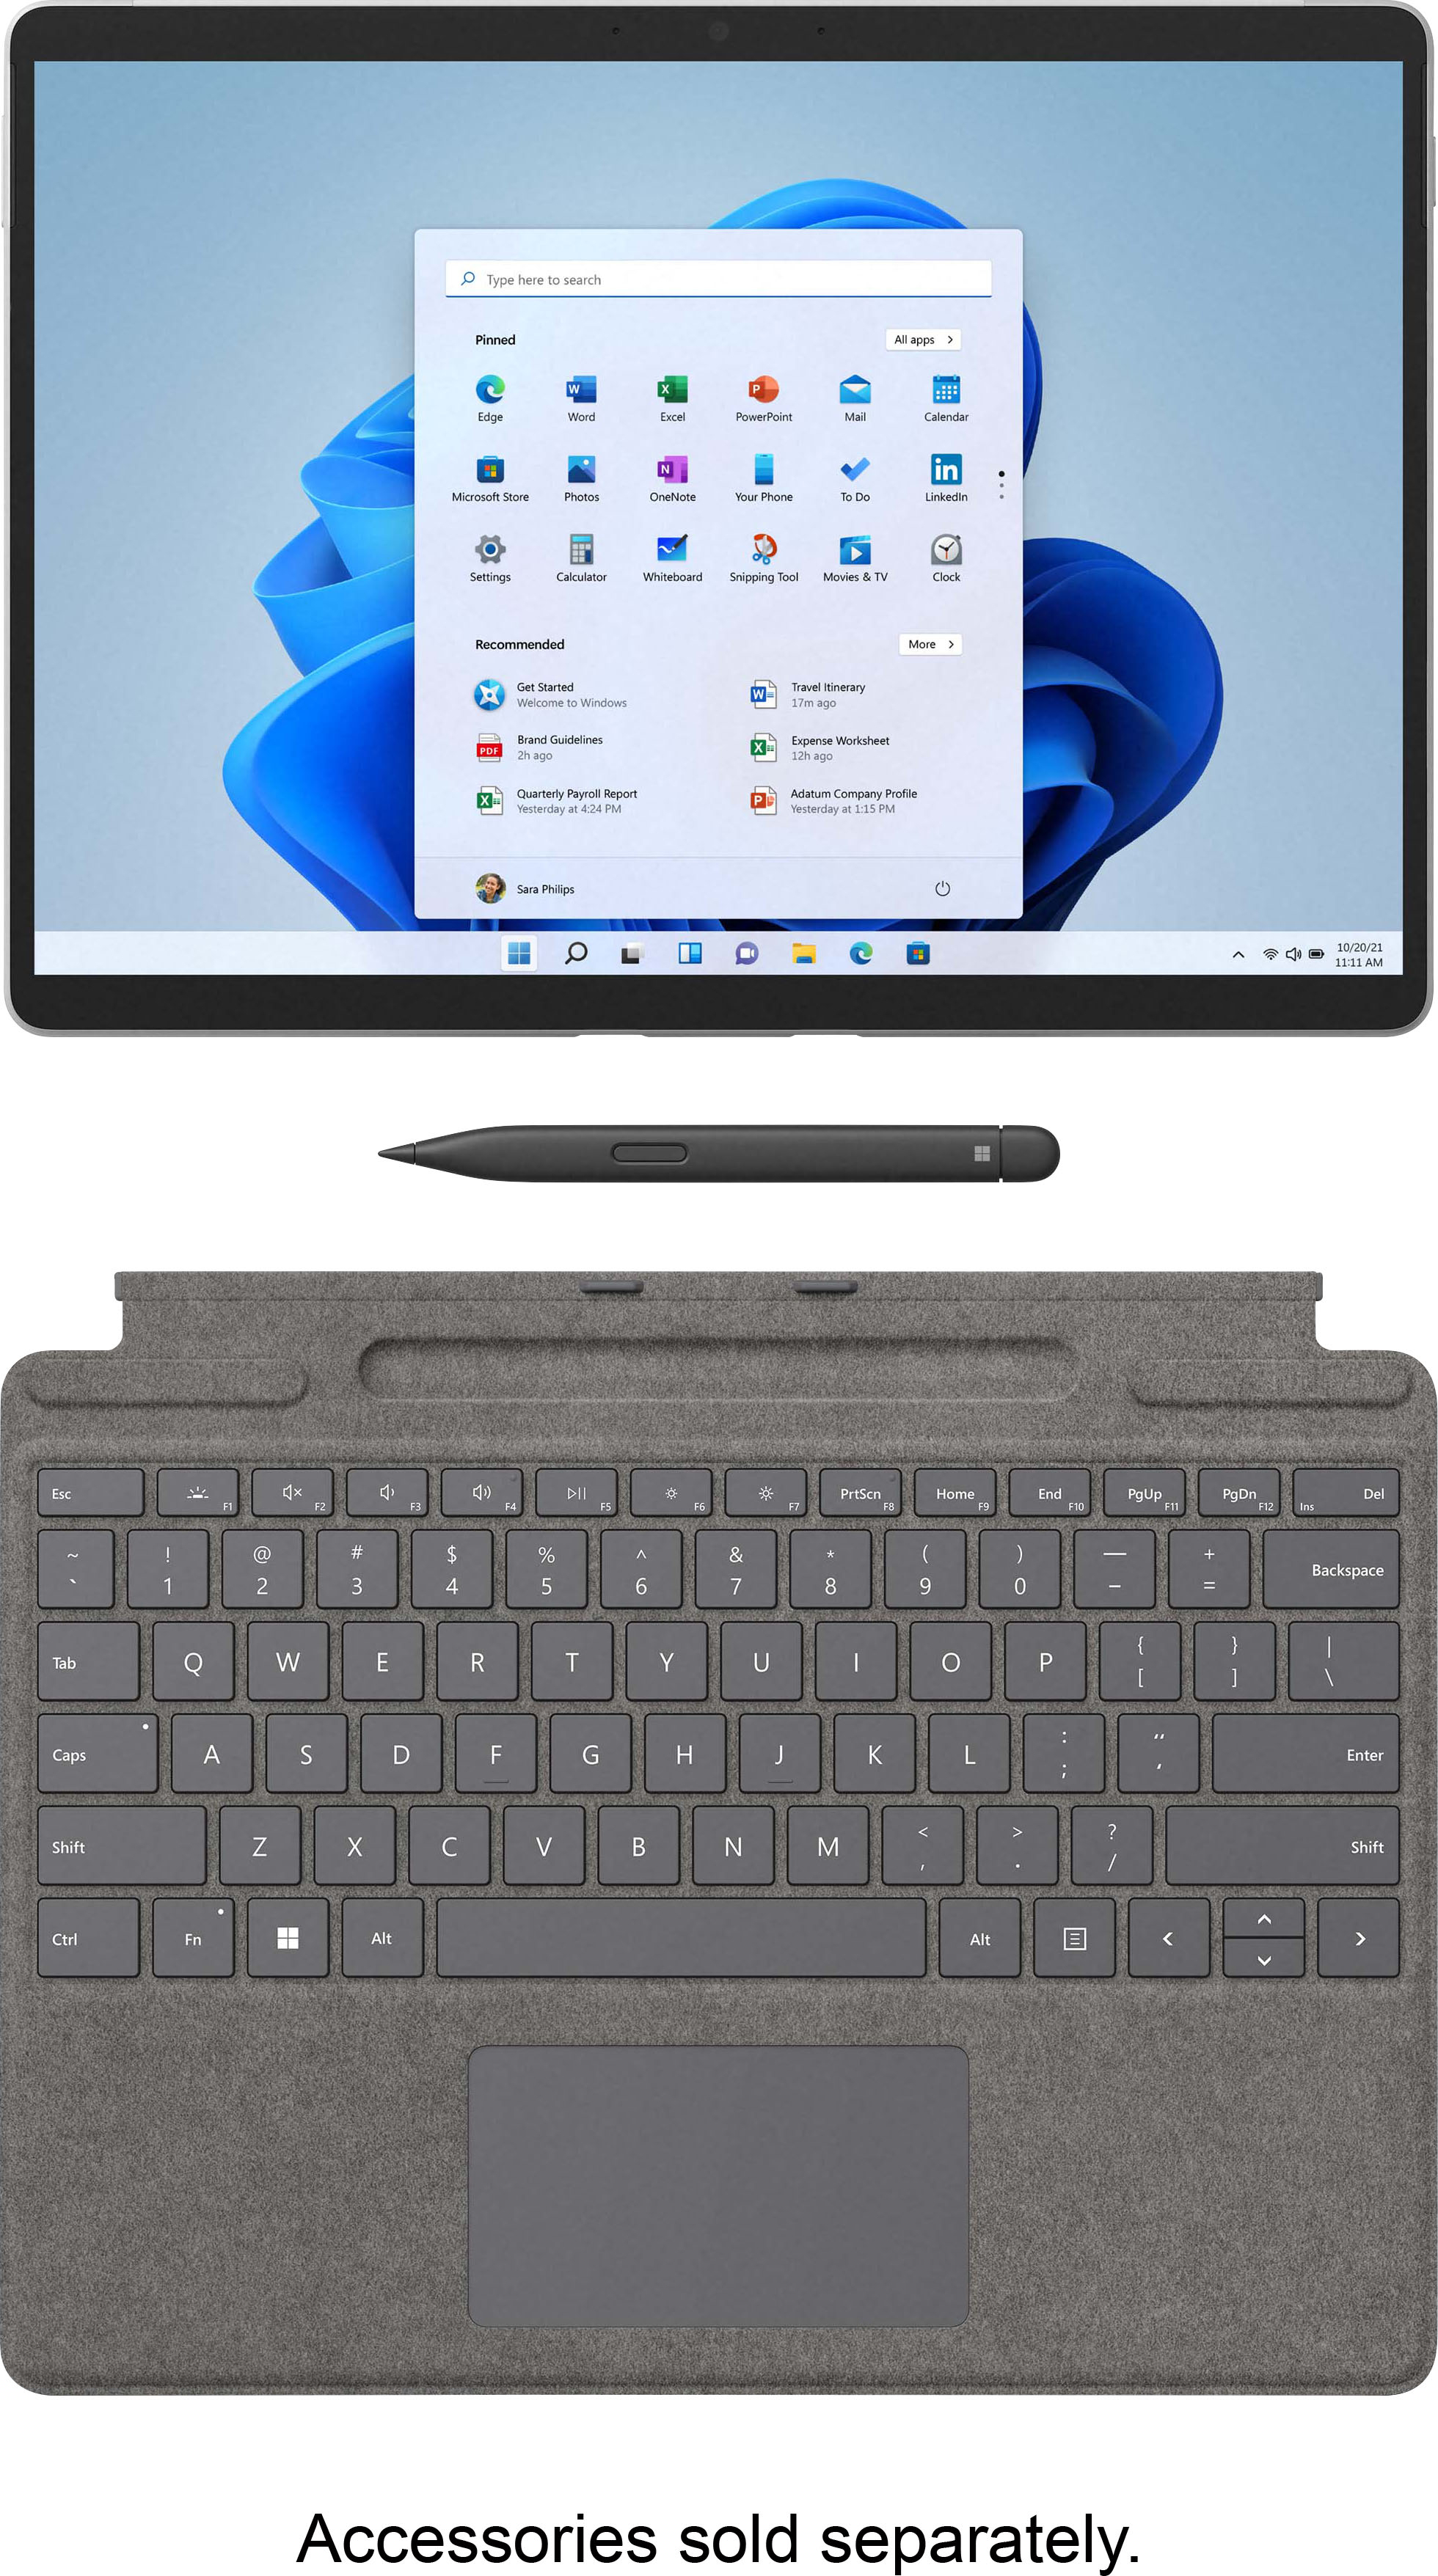 Type here to search
Pinned
All apps >
Edge Word Excel PowerPoint Mail Calendar
Microsoft Store Photos OneNote Your Phone To Do LinkedIn
Settings Calculator Whiteboard Snipping Tool Movies & TV Clock
Recommended
More >
Get Started
Welcome to Windows
Travel Itinerary
17m ago
Brand Guidelines
2h ago
Expense Worksheet
12h ago
Quarterly Payroll Report
Yesterday at 4:24 PM
Adatum Company Profile
Yesterday at 1:15 PM
Sara Philips
10/20/21
11:11 AM
Esc F1 F2 F3 F4 F5 F6 F7 PrtScn F8 Home F9 End F10 PgUp F11 PgDn F12 Ins Del
~ ! @ # $ % ^ & * ( ) — +
` 1 2 3 4 5 6 7 8 9 0 - = Backspace
Tab Q W E R T Y U I O P { [ } ] | \
Caps A S D F G H J K L : ; “ ‘ Enter
Shift Z X C V B N M < , > . ? / Shift
Ctrl Fn Alt Alt
Accessories sold separately.